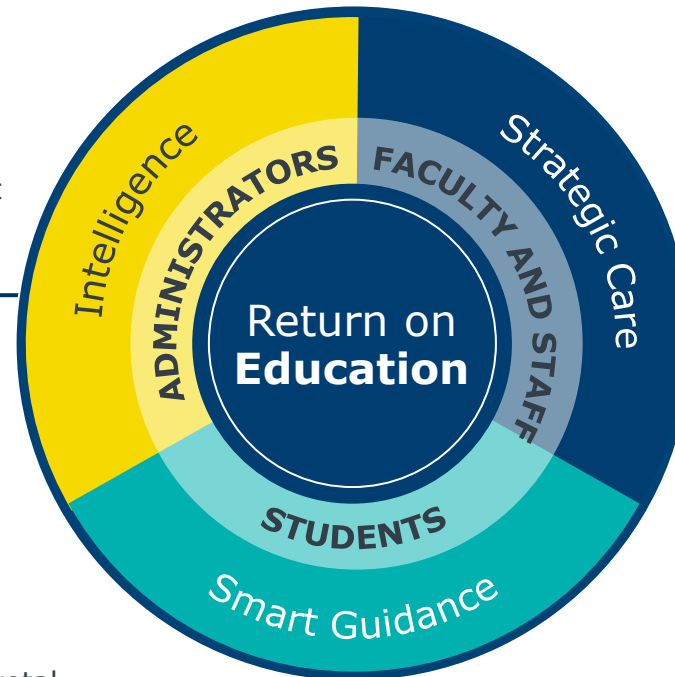 Intelligence
ADMINISTRATORS
FACULTY AND STAFF
Strategic Care
Return on
Education
STUDENTS
Smart Guidance